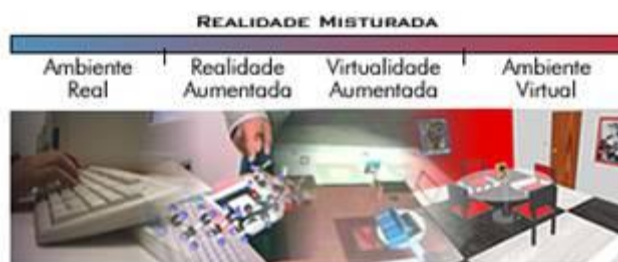 REALIDADE MISTURADA
Ambiente Real
Realidade Aumentada
Virtualidade Aumentada
Ambiente Virtual